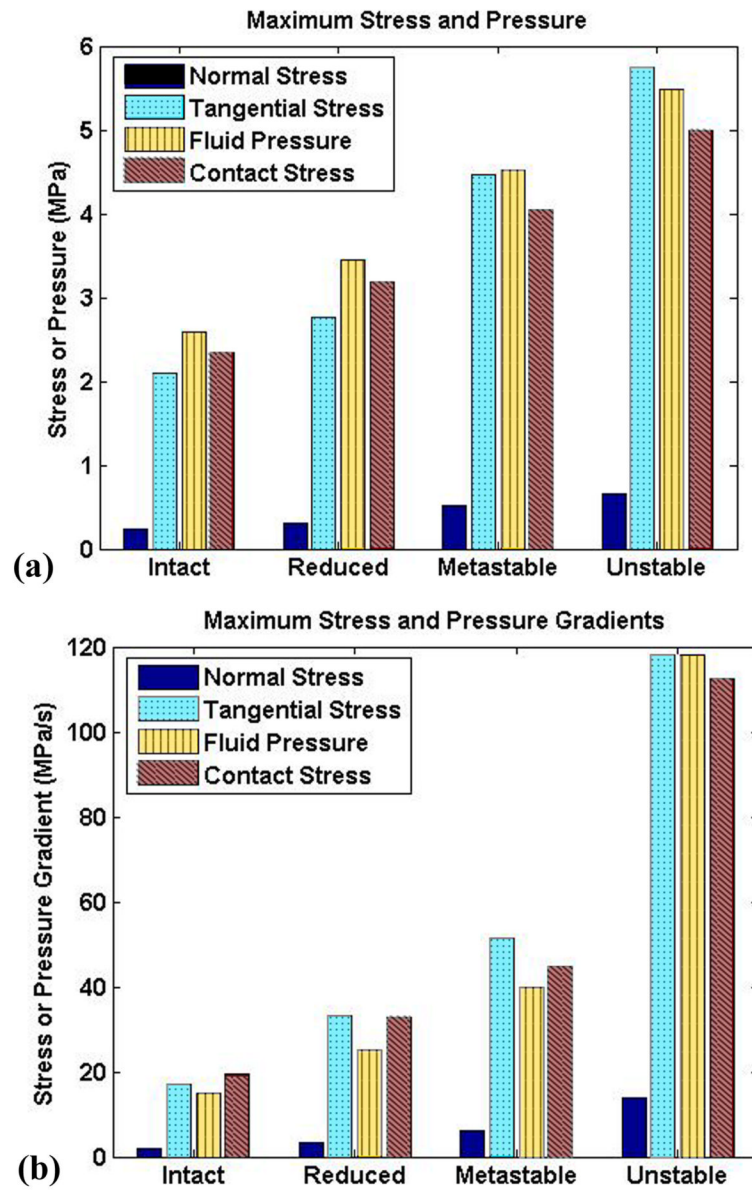 Maximum Stress and Pressure
6
5
4
3
2
1
0
Stress or Pressure (MPa)
Normal Stress
Tangential Stress
Fluid Pressure
Contact Stress
Intact Reduced Metastable Unstable
(a)
Maximum Stress and Pressure Gradients
120
100
80
60
40
20
0
Stress or Pressure Gradient (MPa/s)
Normal Stress
Tangential Stress
Fluid Pressure
Contact Stress
Intact Reduced Metastable Unstable
(b)